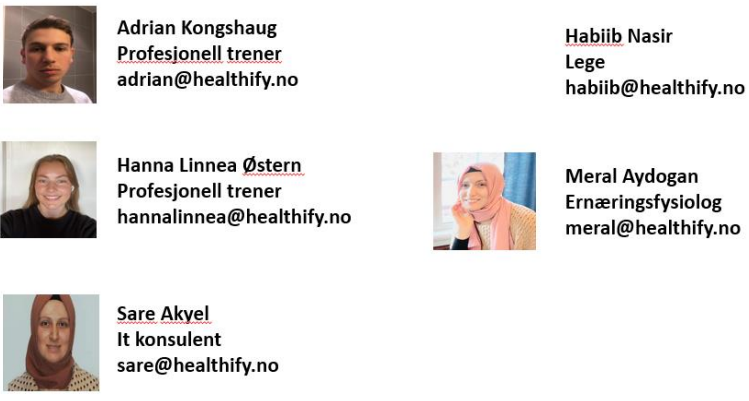 Adrian Kongshaug
Profesjonell trener
adrian@healthify.no
Habiib Nasir
Lege
habiib@healthify.no
Hanna Linnea Østern
Profesjonell trener
hannalinnea@healthify.no
Meral Aydogan
Ernæringsfysiolog
meral@healthify.no
Sare Akyel
It konsulent
sare@healthify.no